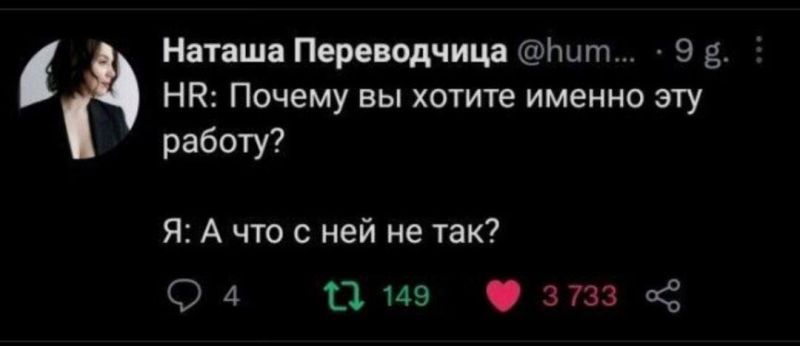 Наташа Переводчица @hum... · 9 g.
HR: Почему вы хотите именно эту
работу?
Я: А что с ней не так?
4 149 3 733